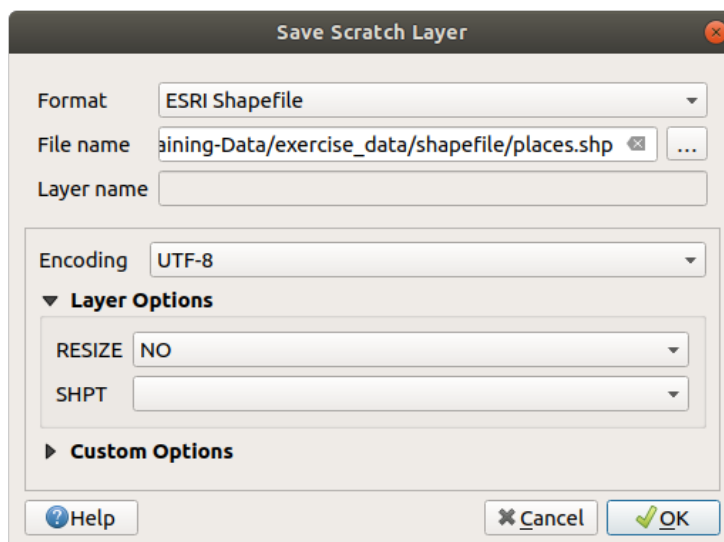 Save Scratch Layer
Format ESRI Shapefile
File name aining-Data/exercise_data/shapefile/places.shp ...
Layer name
Encoding UTF-8
Layer Options
RESIZE NO
SHPT
Custom Options
Help Cancel OK